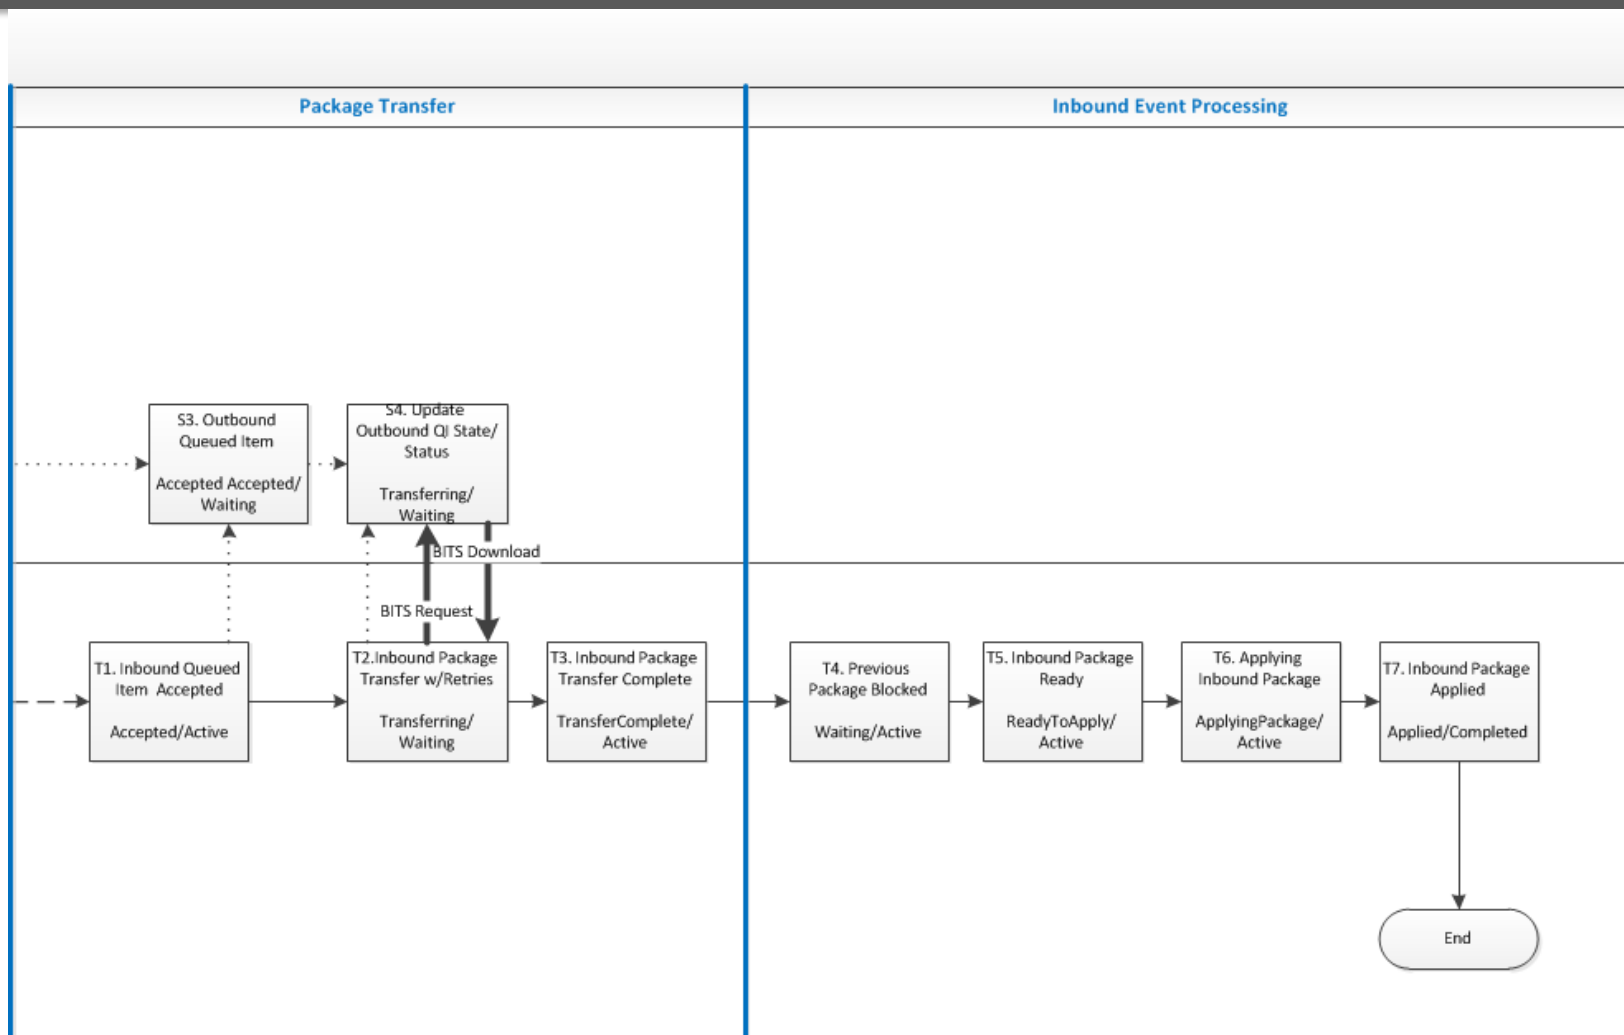 Package Transfer
Inbound Event Processing
S3. Outbound
Queued Item
Accepted Accepted/
Waiting
S4. Update
Outbound QI State/
Status
Transferring/
Waiting
BITS Download
BITS Request
T1. Inbound Queued
Item Accepted
Accepted/Active
T2.Inbound Package
Transfer w/Retries
Transferring/
Waiting
T3. Inbound Package
Transfer Complete
TransferComplete/
Active
T4. Previous
Package Blocked
Waiting/Active
T5. Inbound Package
Ready
ReadyToApply/
Active
T6. Applying
Inbound Package
ApplyingPackage/
Active
T7. Inbound Package
Applied
Applied/Completed
End